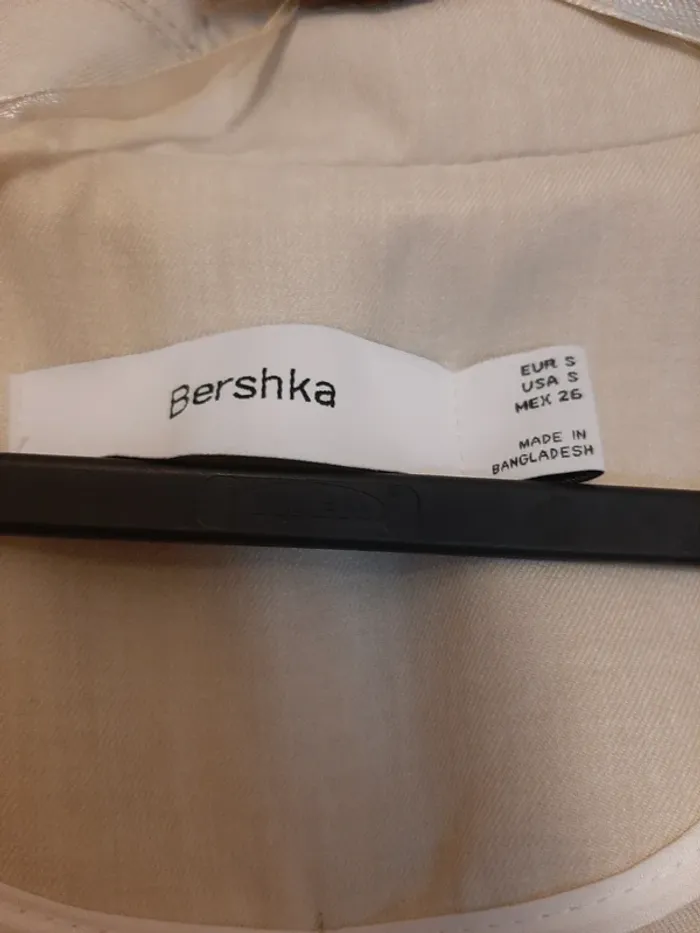 Bershka
EUR S
USA S
MEX 26
MADE IN
BANGLADESH